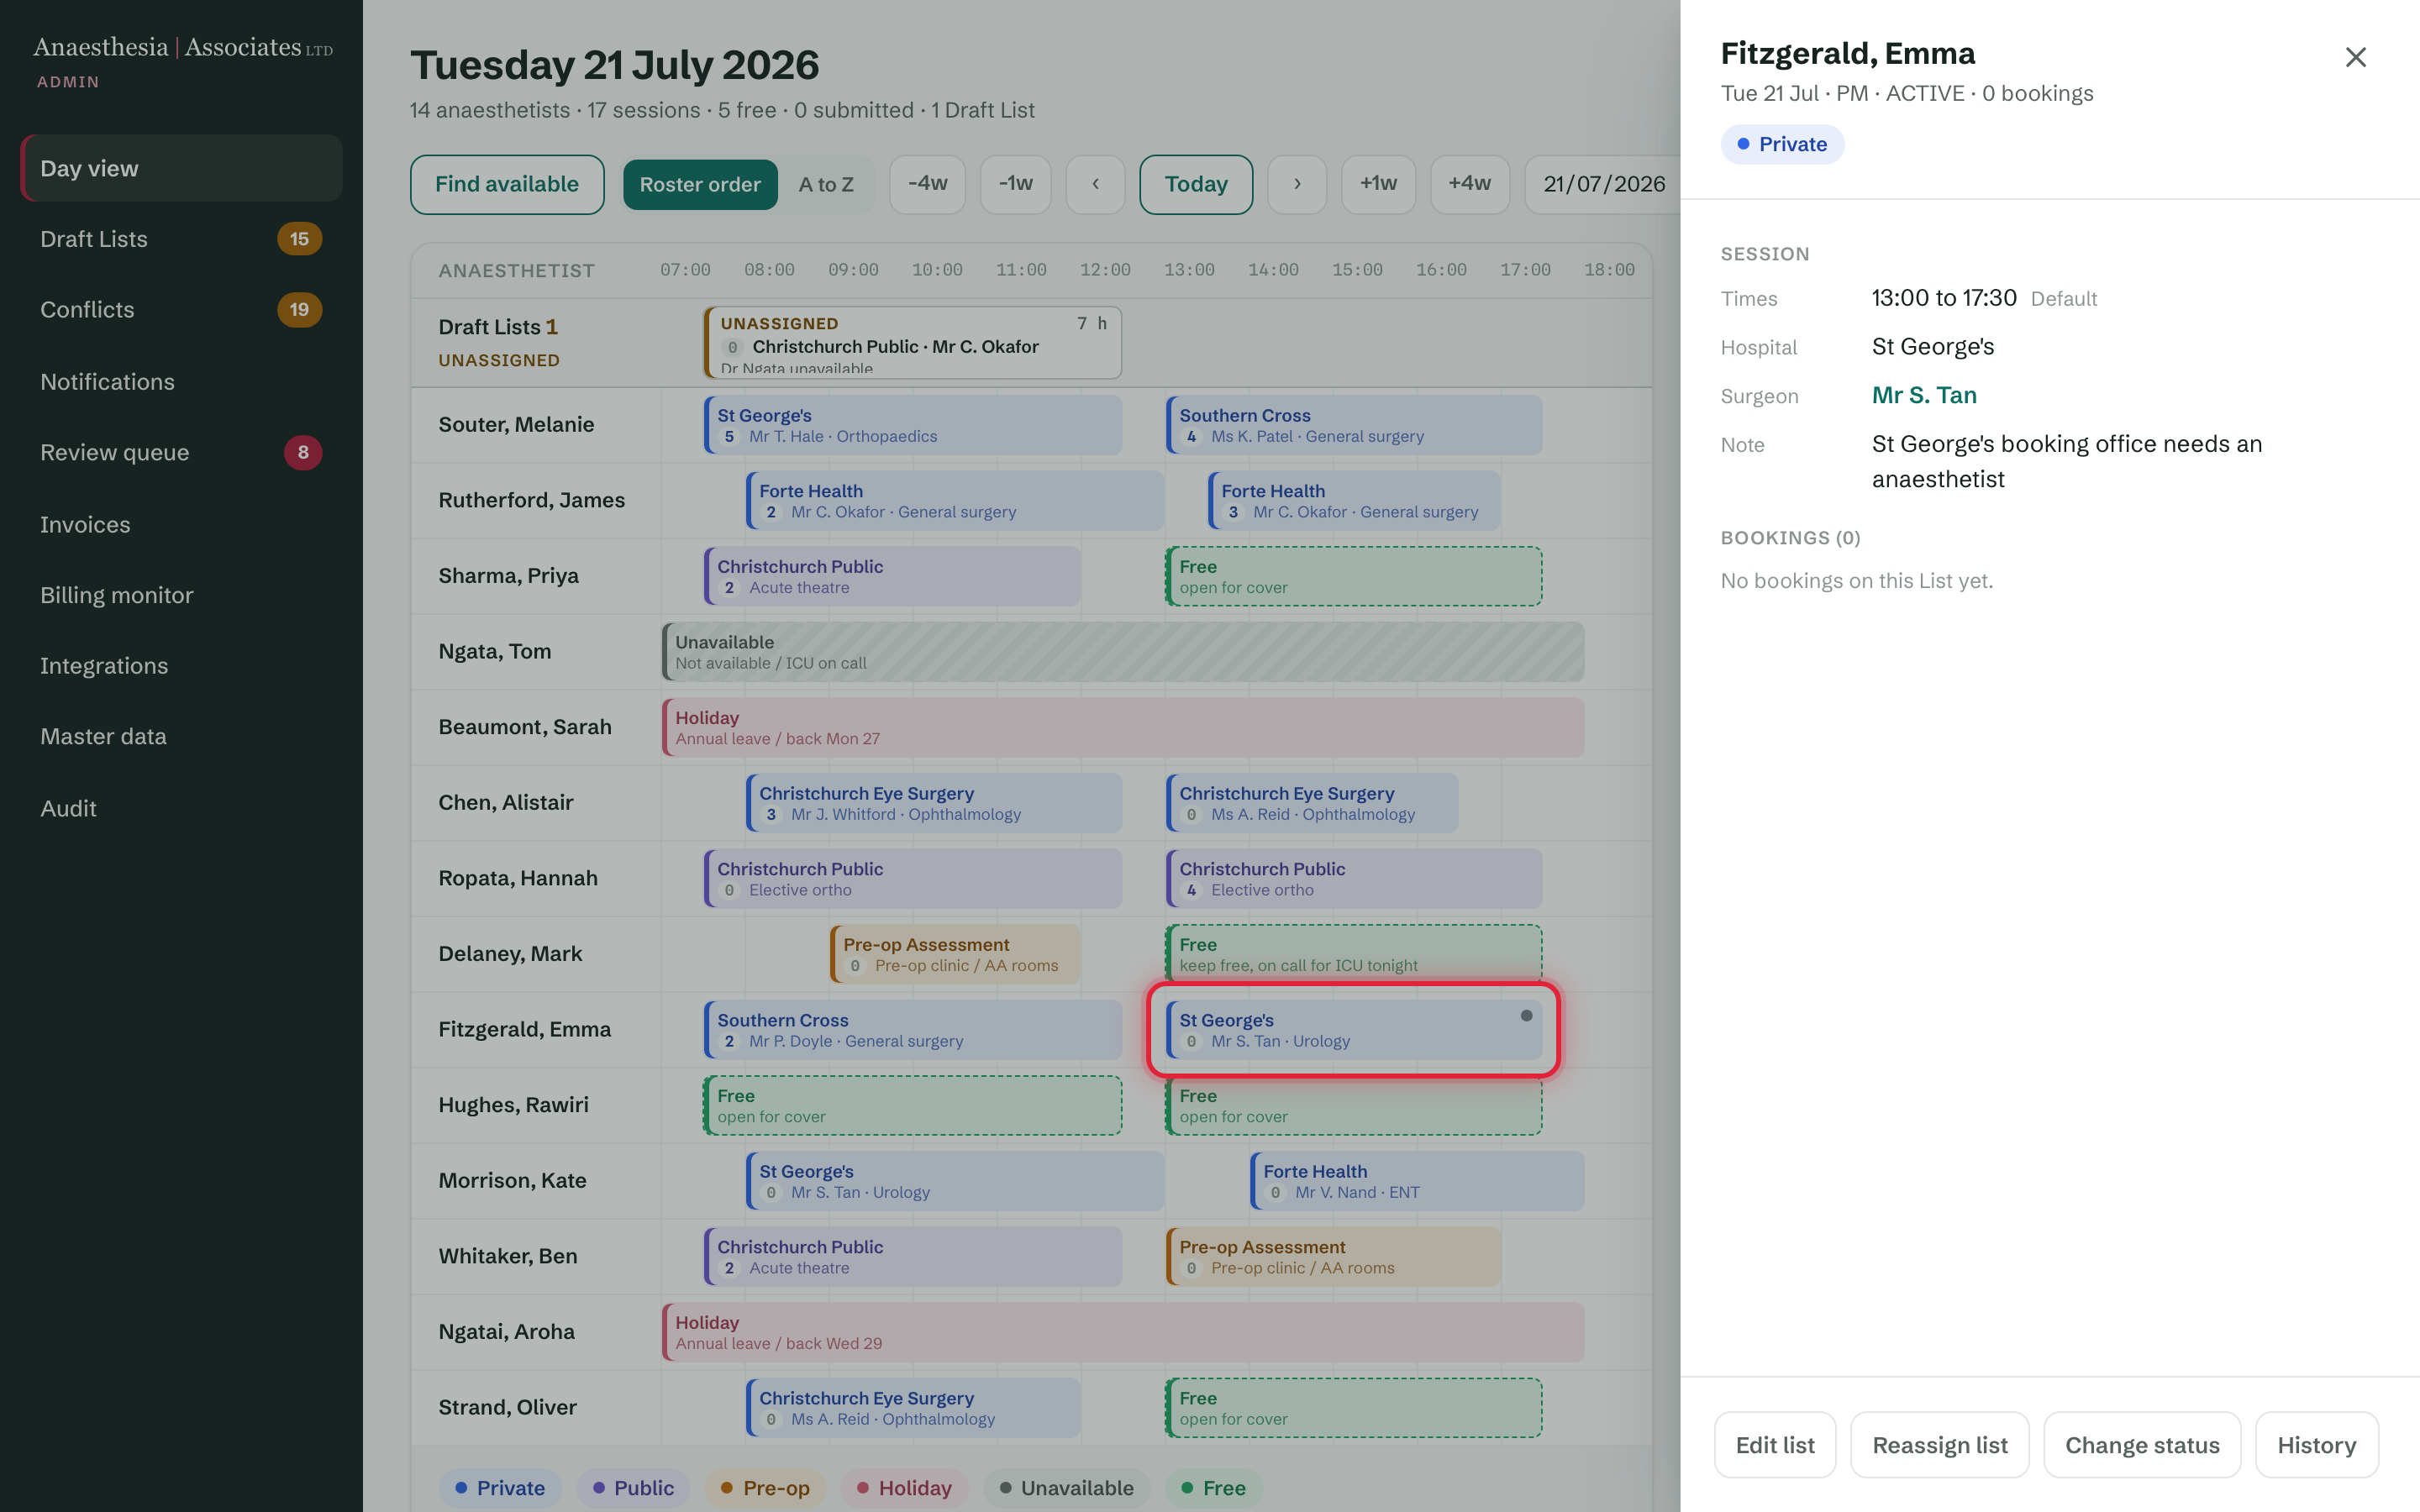 Anaesthesia | Associates LTD
ADMIN
Day view
Draft Lists 15
Conflicts 19
Notifications
Review queue 8
Invoices
Billing monitor
Integrations
Master data
Audit
Tuesday 21 July 2026
14 anaesthetists · 17 sessions · 5 free · 0 submitted · 1 Draft List
Find available Roster order A to Z -4w -1w ‹ Today › +1w +4w 21/07/2026
ANAESTHETIST 07:00 08:00 09:00 10:00 11:00 12:00 13:00 14:00 15:00 16:00 17:00 18:00
Draft Lists 1
UNASSIGNED
UNASSIGNED 7 h
0 Christchurch Public · Mr C. Okafor
Dr Ngata unavailable
Souter, Melanie
St George's
5 Mr T. Hale · Orthopaedics
Southern Cross
4 Ms K. Patel · General surgery
Rutherford, James
Forte Health
2 Mr C. Okafor · General surgery
Forte Health
3 Mr C. Okafor · General surgery
Sharma, Priya
Christchurch Public
2 Acute theatre
Free
open for cover
Ngata, Tom
Unavailable
Not available / ICU on call
Beaumont, Sarah
Holiday
Annual leave / back Mon 27
Chen, Alistair
Christchurch Eye Surgery
3 Mr J. Whitford · Ophthalmology
Christchurch Eye Surgery
0 Ms A. Reid · Ophthalmology
Ropata, Hannah
Christchurch Public
0 Elective ortho
Christchurch Public
4 Elective ortho
Delaney, Mark
Pre-op Assessment
0 Pre-op clinic / AA rooms
Free
keep free, on call for ICU tonight
Fitzgerald, Emma
Southern Cross
2 Mr P. Doyle · General surgery
St George's
0 Mr S. Tan · Urology
Hughes, Rawiri
Free
open for cover
Free
open for cover
Morrison, Kate
St George's
0 Mr S. Tan · Urology
Forte Health
0 Mr V. Nand · ENT
Whitaker, Ben
Christchurch Public
2 Acute theatre
Pre-op Assessment
0 Pre-op clinic / AA rooms
Ngatai, Aroha
Holiday
Annual leave / back Wed 29
Strand, Oliver
Christchurch Eye Surgery
0 Ms A. Reid · Ophthalmology
Free
open for cover
Private Public Pre-op Holiday Unavailable Free
Fitzgerald, Emma
Tue 21 Jul · PM · ACTIVE · 0 bookings
Private
SESSION
Times 13:00 to 17:30 Default
Hospital St George's
Surgeon Mr S. Tan
Note St George's booking office needs an
anaesthetist
BOOKINGS (0)
No bookings on this List yet.
Edit list Reassign list Change status History